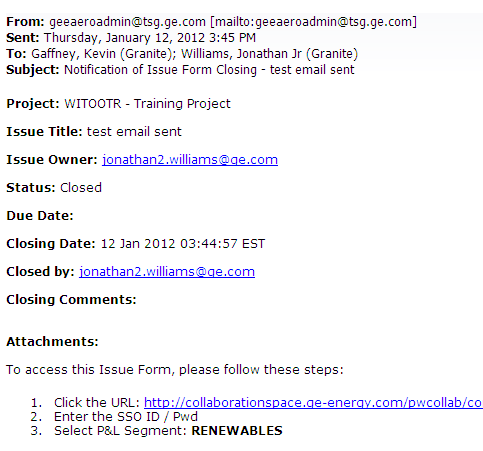 From: geeaeroadmin@tsg.ge.com [mailto:geeaeroadmin@tsg.ge.com]
Sent: Thursday, January 12, 2012 3:45 PM
To: Gaffney, Kevin (Granite); Williams, Jonathan Jr (Granite)
Subject: Notification of Issue Form Closing - test email sent
Project: WITOOTR - Training Project
Issue Title: test email sent
Issue Owner: jonathan2.williams@ge.com
Status: Closed
Due Date:
Closing Date: 12 Jan 2012 03:44:57 EST
Closed by: jonathan2.williams@ge.com
Closing Comments:
Attachments:
To access this Issue Form, please follow these steps:
1. Click the URL: http://collaborationspace.ge-energy.com/pwcollab/co
2. Enter the SSO ID / Pwd
3. Select P&L Segment: RENEWABLES